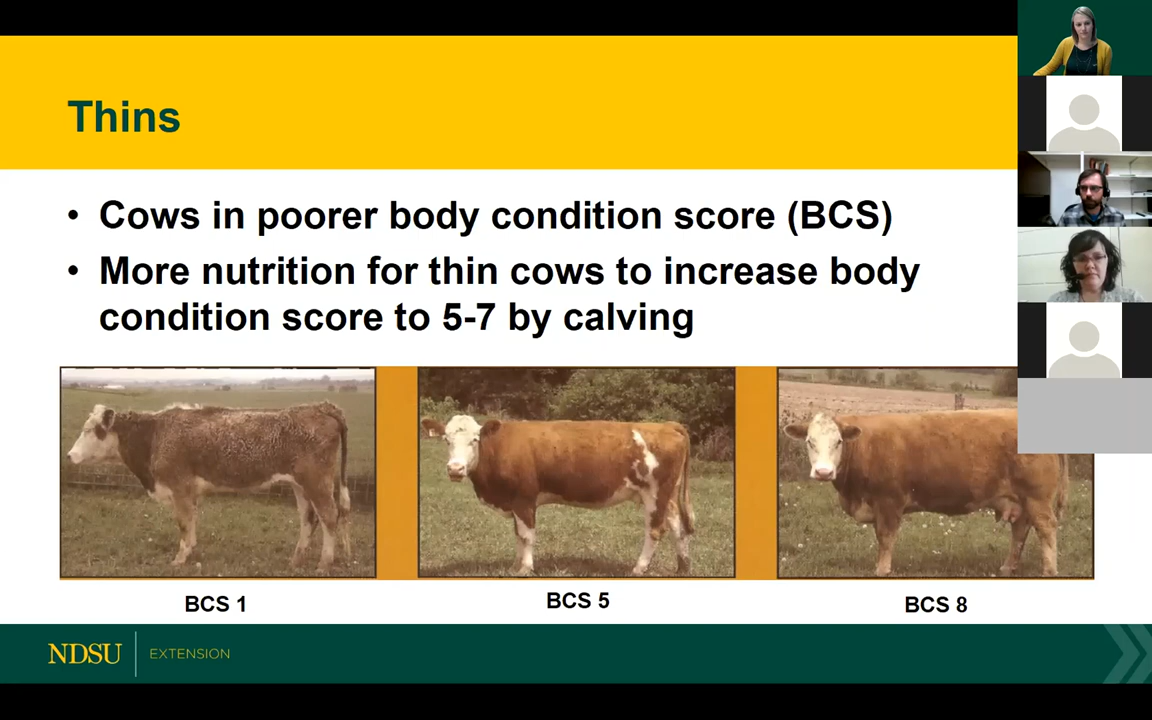 Thins
• Cows in poorer body condition score (BCS)
• More nutrition for thin cows to increase body
condition score to 5-7 by calving
BCS 1
BCS 5
BCS 8
NDSU
EXTENSION